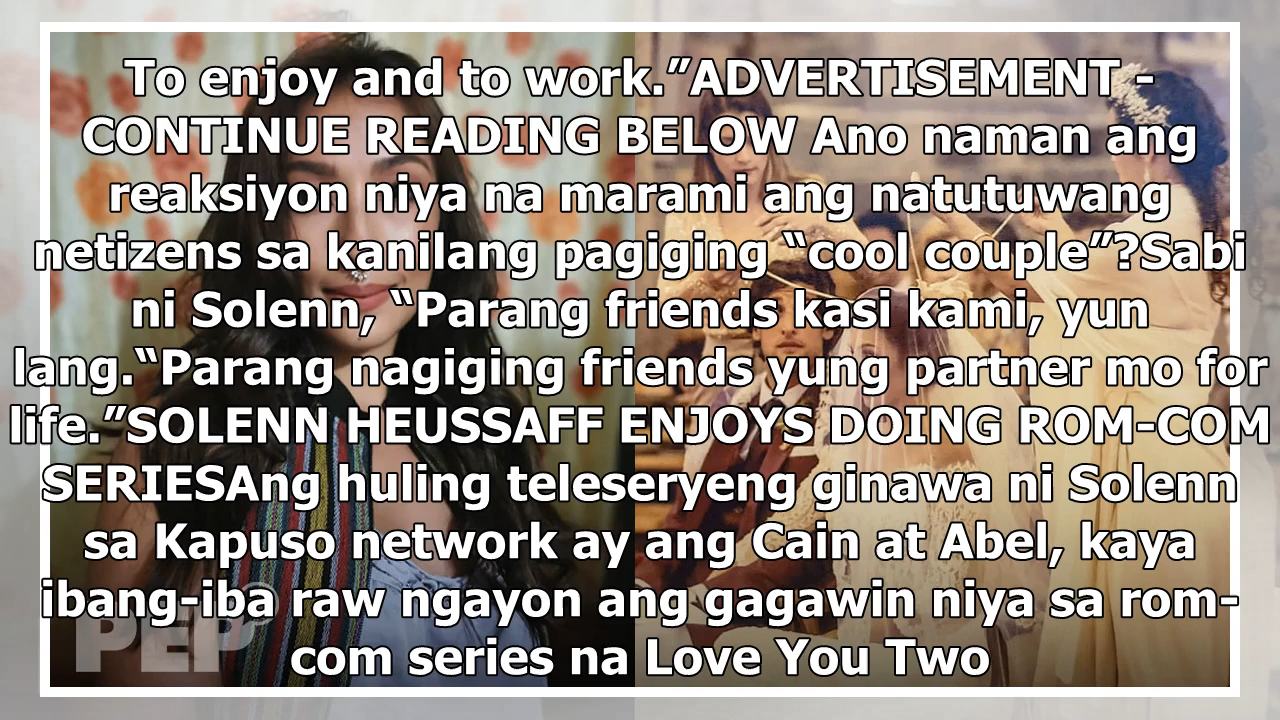 To enjoy and to work.”ADVERTISEMENT -
CONTINUE READING BELOW Ano naman ang
reaksiyon niya na marami ang natutuwang
netizens sa kanilang pagiging “cool couple”?Sabi
ni Solenn, “Parang friends kasi kami, yun
lang.“Parang nagiging friends yung partner mo for
life.”SOLENN HEUSSAFF ENJOYS DOING ROM-COM
SERIESAng huling teleseryeng ginawa ni Solenn
sa Kapuso network ay ang Cain at Abel, kaya
ibang-iba raw ngayon ang gagawin niya sa rom-
com series na Love You Two
PEP